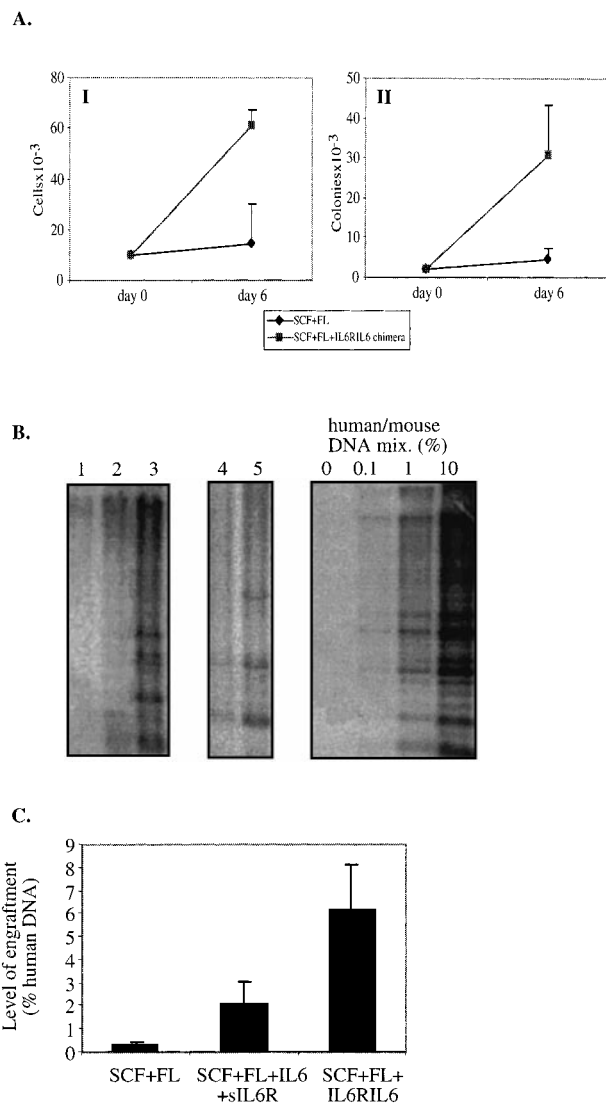 A.
I
Cellsx10-3
80
60
40
20
0
day 0
day 6
II
Coloniesx10-3
50
40
30
20
10
0
day 0
day 6
SCF+FL
SCF+FL+IL6RIL6 chimera
B.
human/mouse
DNA mix. (%)
1 2 3
4 5
0 0.1 1 10
C.
Level of engraftment
(% human DNA)
9
8
7
6
5
4
3
2
1
0
SCF+FL
SCF+FL+IL6
+sIL6R
SCF+FL+
IL6RIL6